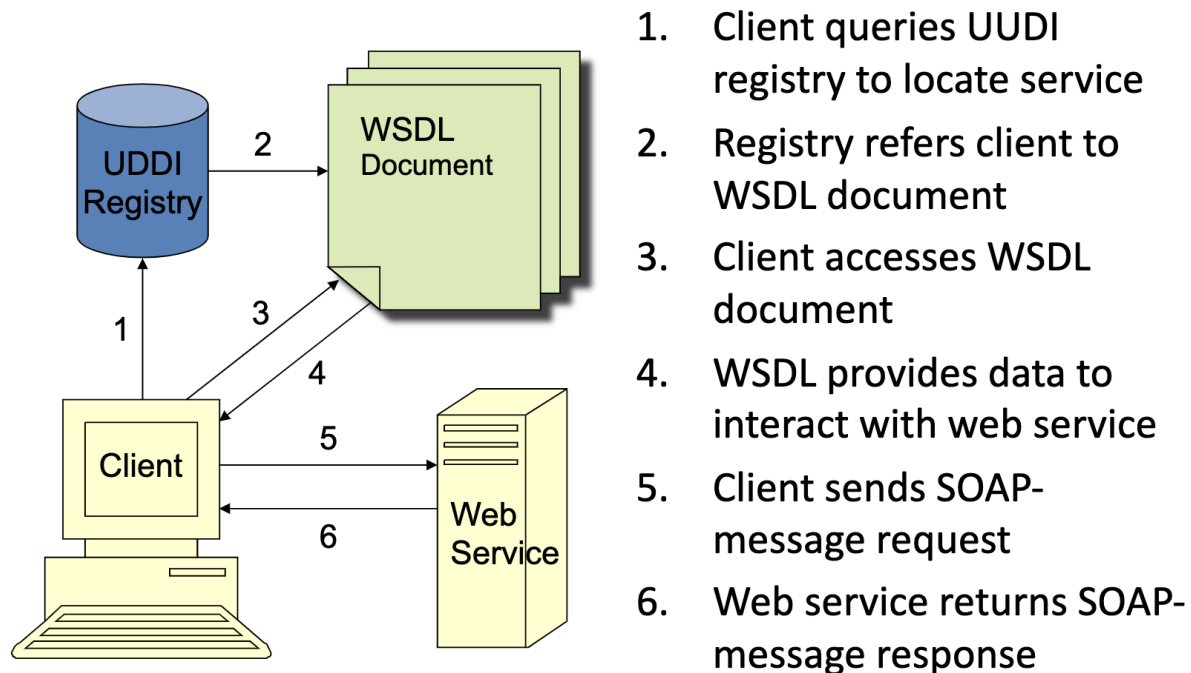 UDDI
Registry
2
WSDL
Document
1
3
4
Client
5
6
Web
Service
1. Client queries UUDI
registry to locate service
2. Registry refers client to
WSDL document
3. Client accesses WSDL
document
4. WSDL provides data to
interact with web service
5. Client sends SOAP-
message request
6. Web service returns SOAP-
message response